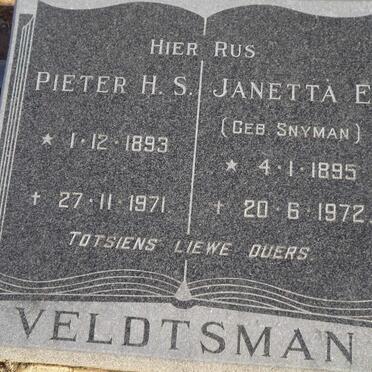 HIER RUS
PIETER H. S. JANETTA E
(GEB. SNYMAN)
★ 1·12·1893 ★ 4·1·1895
† 27·11·1971 † 20·6·1972
TOTSIENS LIEWE OUERS
VELDTSMAN